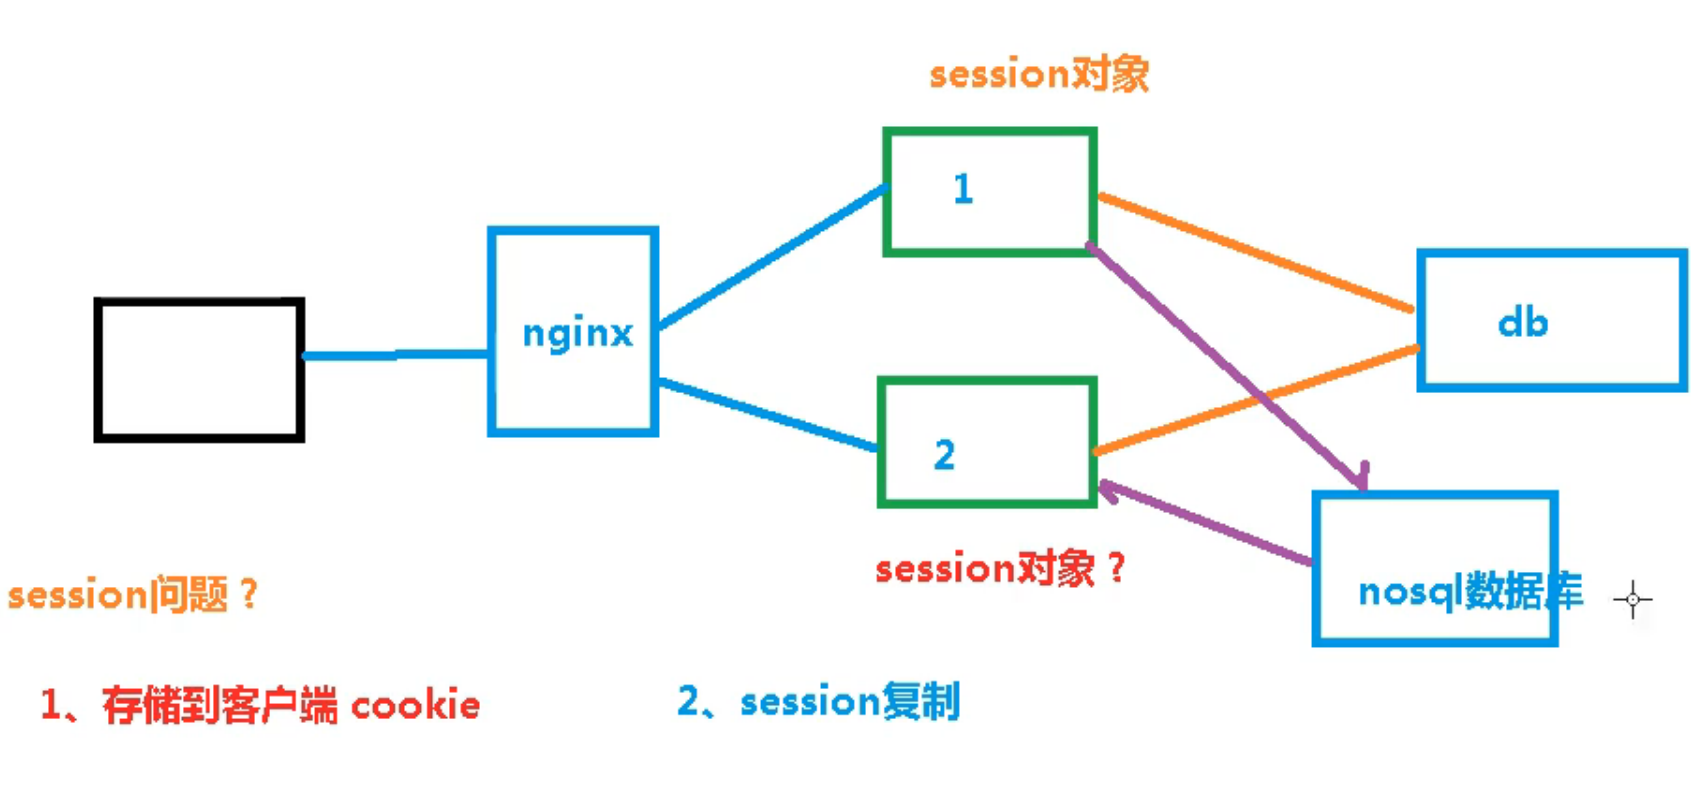 session对象
1
nginx
db
2
session对象？
session问题？
nosql数据库
1、存储到客户端 cookie
2、session复制